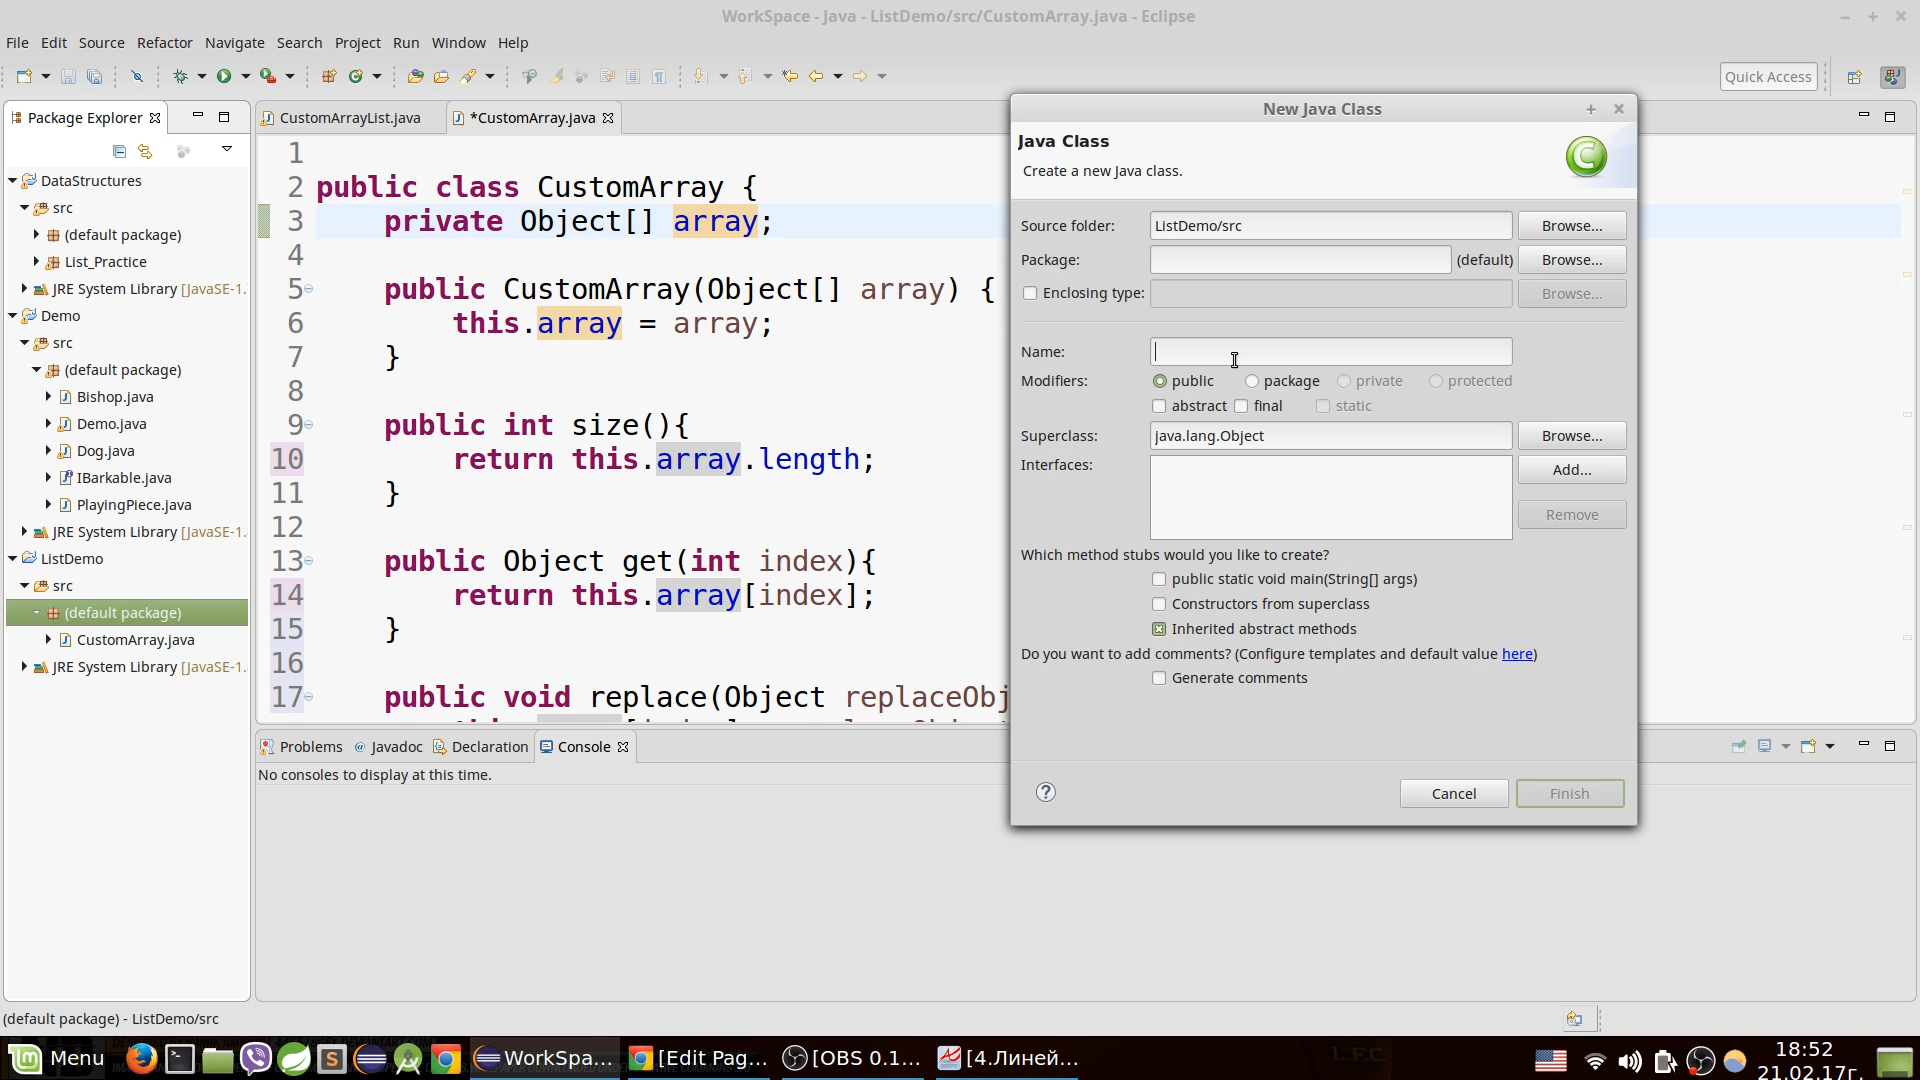 WorkSpace - Java - ListDemo/src/CustomArray.java - Eclipse
File Edit Source Refactor Navigate Search Project Run Window Help
Quick Access
Package Explorer
DataStructures
src
(default package)
List_Practice
JRE System Library [JavaSE-1.
Demo
src
(default package)
Bishop.java
Demo.java
Dog.java
IBarkable.java
PlayingPiece.java
JRE System Library [JavaSE-1.
ListDemo
src
(default package)
CustomArray.java
JRE System Library [JavaSE-1.
CustomArrayList.java *CustomArray.java
1
2 public class CustomArray {
3 private Object[] array;
4
5 public CustomArray(Object[] array) {
6 this.array = array;
7 }
8
9 public int size(){
10 return this.array.length;
11 }
12
13 public Object get(int index){
14 return this.array[index];
15 }
16
17 public void replace(Object replaceObj
New Java Class
Java Class
Create a new Java class.
Source folder: ListDemo/src Browse...
Package: (default) Browse...
Enclosing type: Browse...
Name:
Modifiers: public package private protected
abstract final static
Superclass: java.lang.Object Browse...
Interfaces: Add...
Remove
Which method stubs would you like to create?
public static void main(String[] args)
Constructors from superclass
Inherited abstract methods
Do you want to add comments? (Configure templates and default value here)
Generate comments
Cancel Finish
Problems Javadoc Declaration Console
No consoles to display at this time.
(default package) - ListDemo/src
Menu WorkSpa... [Edit Pag... [OBS 0.1... [4.Линей... 18:52
21.02.17г.